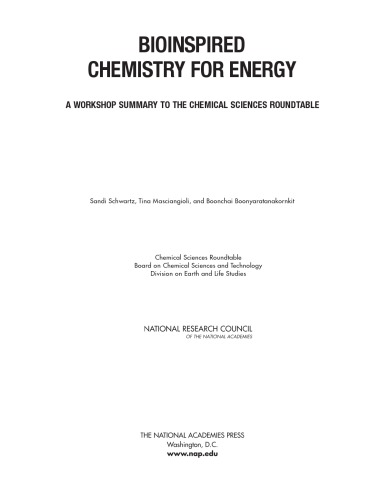 BIOINSPIRED
CHEMISTRY FOR ENERGY
A WORKSHOP SUMMARY TO THE CHEMICAL SCIENCES ROUNDTABLE
Sandi Schwartz, Tina Masciangioli, and Boonchai Boonyaratanakornkit
Chemical Sciences Roundtable
Board on Chemical Sciences and Technology
Division on Earth and Life Studies
NATIONAL RESEARCH COUNCIL
OF THE NATIONAL ACADEMIES
THE NATIONAL ACADEMIES PRESS
Washington, D.C.
www.nap.edu